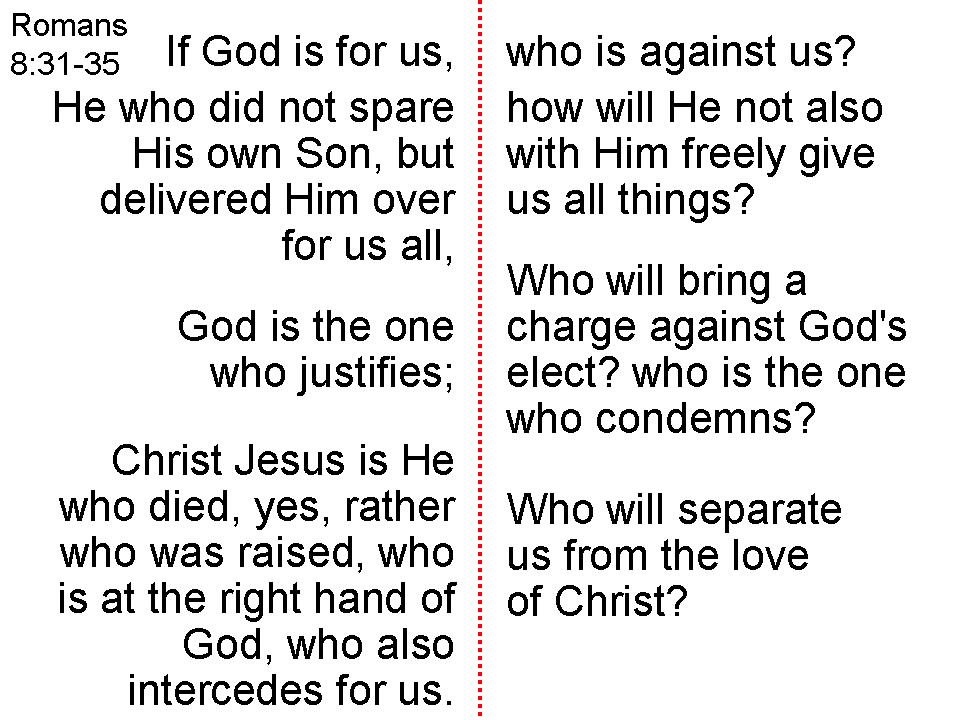 Romans
8:31-35
If God is for us,
who is against us?
He who did not spare
His own Son, but
delivered Him over
for us all,
how will He not also
with Him freely give
us all things?
God is the one
who justifies;
Who will bring a
charge against God's
elect? who is the one
who condemns?
Christ Jesus is He
who died, yes, rather
who was raised, who
is at the right hand of
God, who also
intercedes for us.
Who will separate
us from the love
of Christ?